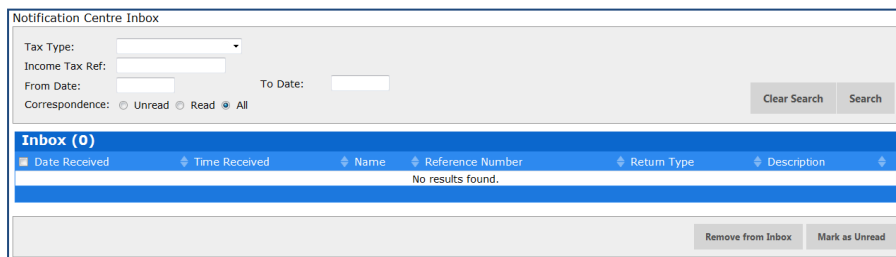 Notification Centre Inbox
Tax Type:
Income Tax Ref:
From Date: To Date:
Correspondence: Unread Read All
Clear Search Search
Inbox (0)
Date Received Time Received Name Reference Number Return Type Description
No results found.
Remove from Inbox Mark as Unread